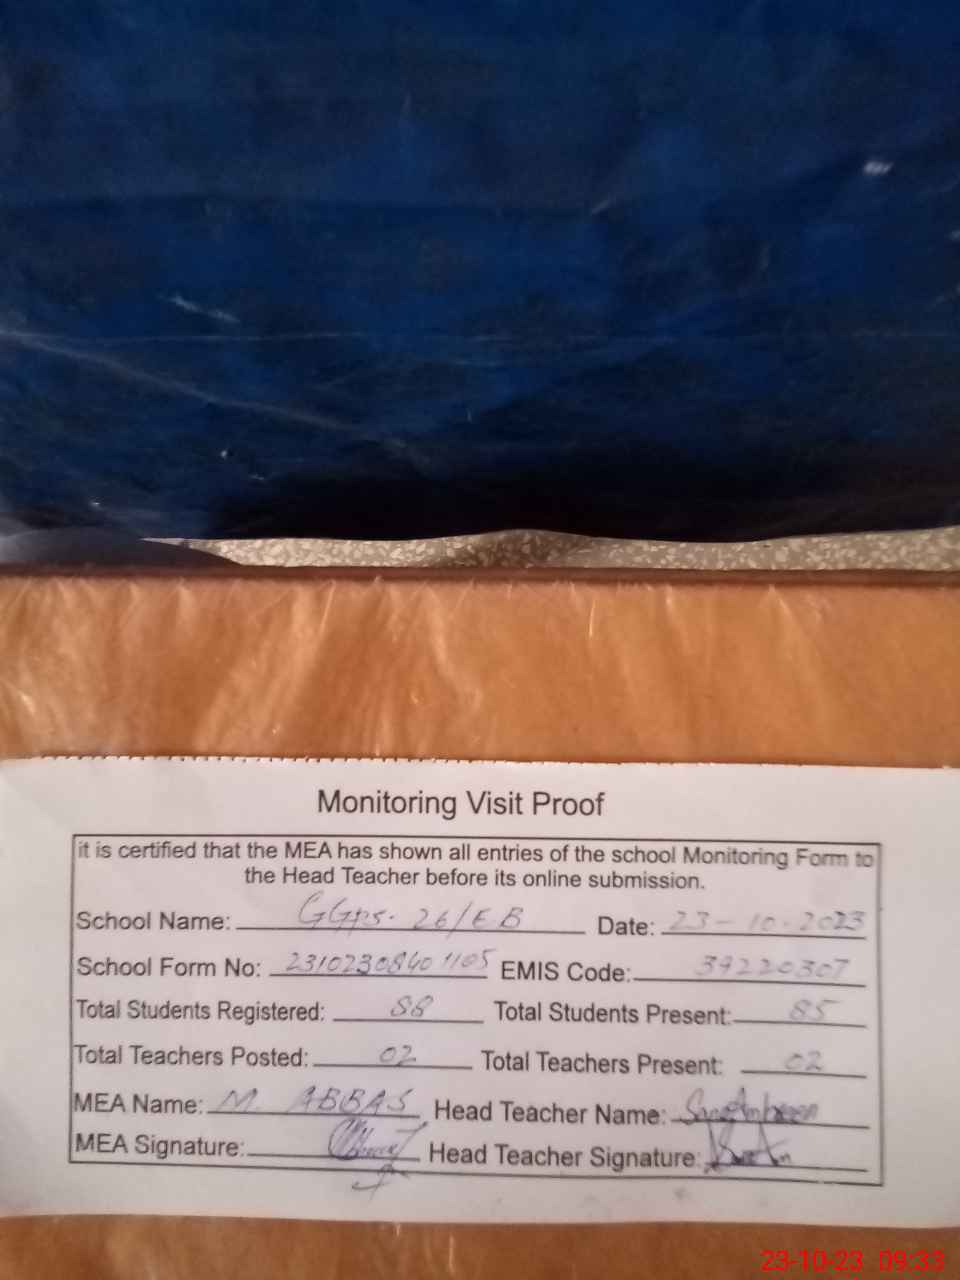 Monitoring Visit Proof
it is certified that the MEA has shown all entries of the school Monitoring Form to
the Head Teacher before its online submission.
School Name: GGPS. 26/EB Date: 23-10-2023
School Form No: 23102308401105 EMIS Code: 39220307
Total Students Registered: 88 Total Students Present: 85
Total Teachers Posted: 02 Total Teachers Present: 02
MEA Name: M. ABBAS Head Teacher Name:
MEA Signature: Head Teacher Signature:
23-10-23 09:33